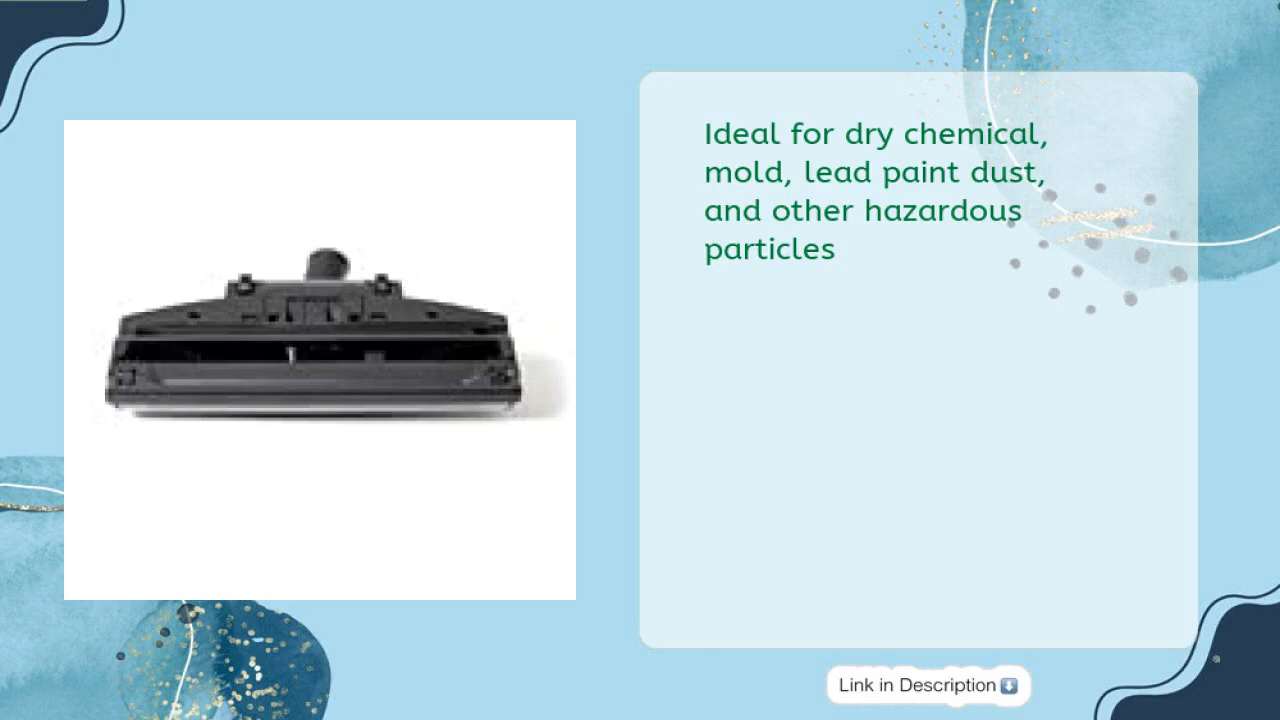 Ideal for dry chemical,
mold, lead paint dust,
and other hazardous
particles
Link in Description ⬇️